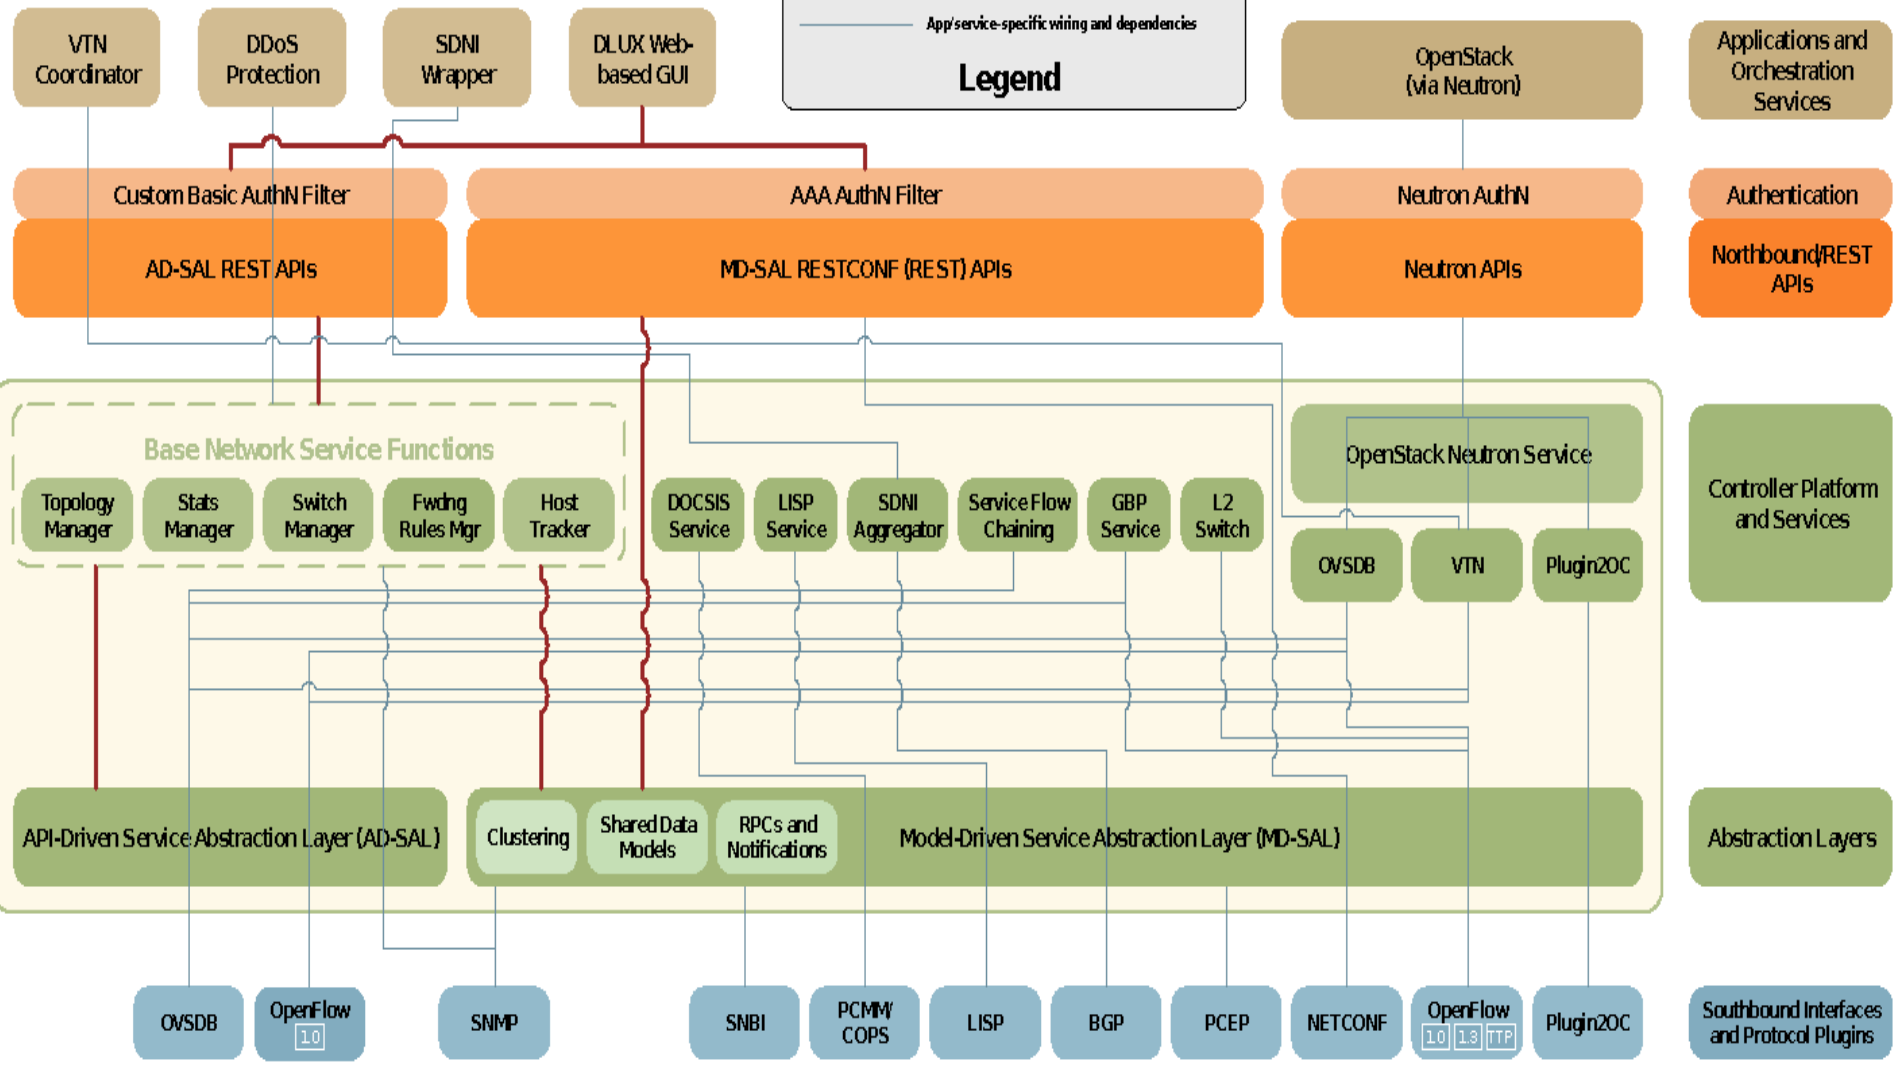 App/service-specific wiring and dependencies
Legend
VTN
Coordinator
DDoS
Protection
SDNI
Wrapper
DLUX Web-
based GUI
OpenStack
(via Neutron)
Applications and
Orchestration
Services
Custom Basic AuthN Filter
AAA AuthN Filter
Neutron AuthN
Authentication
AD-SAL REST APIs
MD-SAL RESTCONF (REST) APIs
Neutron APIs
Northbound/REST
APIs
Base Network Service Functions
Topology
Manager
Stats
Manager
Switch
Manager
Fwdng
Rules Mgr
Host
Tracker
DOCSIS
Service
LISP
Service
SDNI
Aggregator
Service Flow
Chaining
GBP
Service
L2
Switch
OpenStack Neutron Service
OVSDB
VTN
Plugin2OC
Controller Platform
and Services
API-Driven Service Abstraction Layer (AD-SAL)
Clustering
Shared Data
Models
RPCs and
Notifications
Model-Driven Service Abstraction Layer (MD-SAL)
Abstraction Layers
OVSDB
OpenFlow
1.0
SNMP
SNBI
PCMM/
COPS
LISP
BGP
PCEP
NETCONF
OpenFlow
1.0 1.3 TTP
Plugin2OC
Southbound Interfaces
and Protocol Plugins